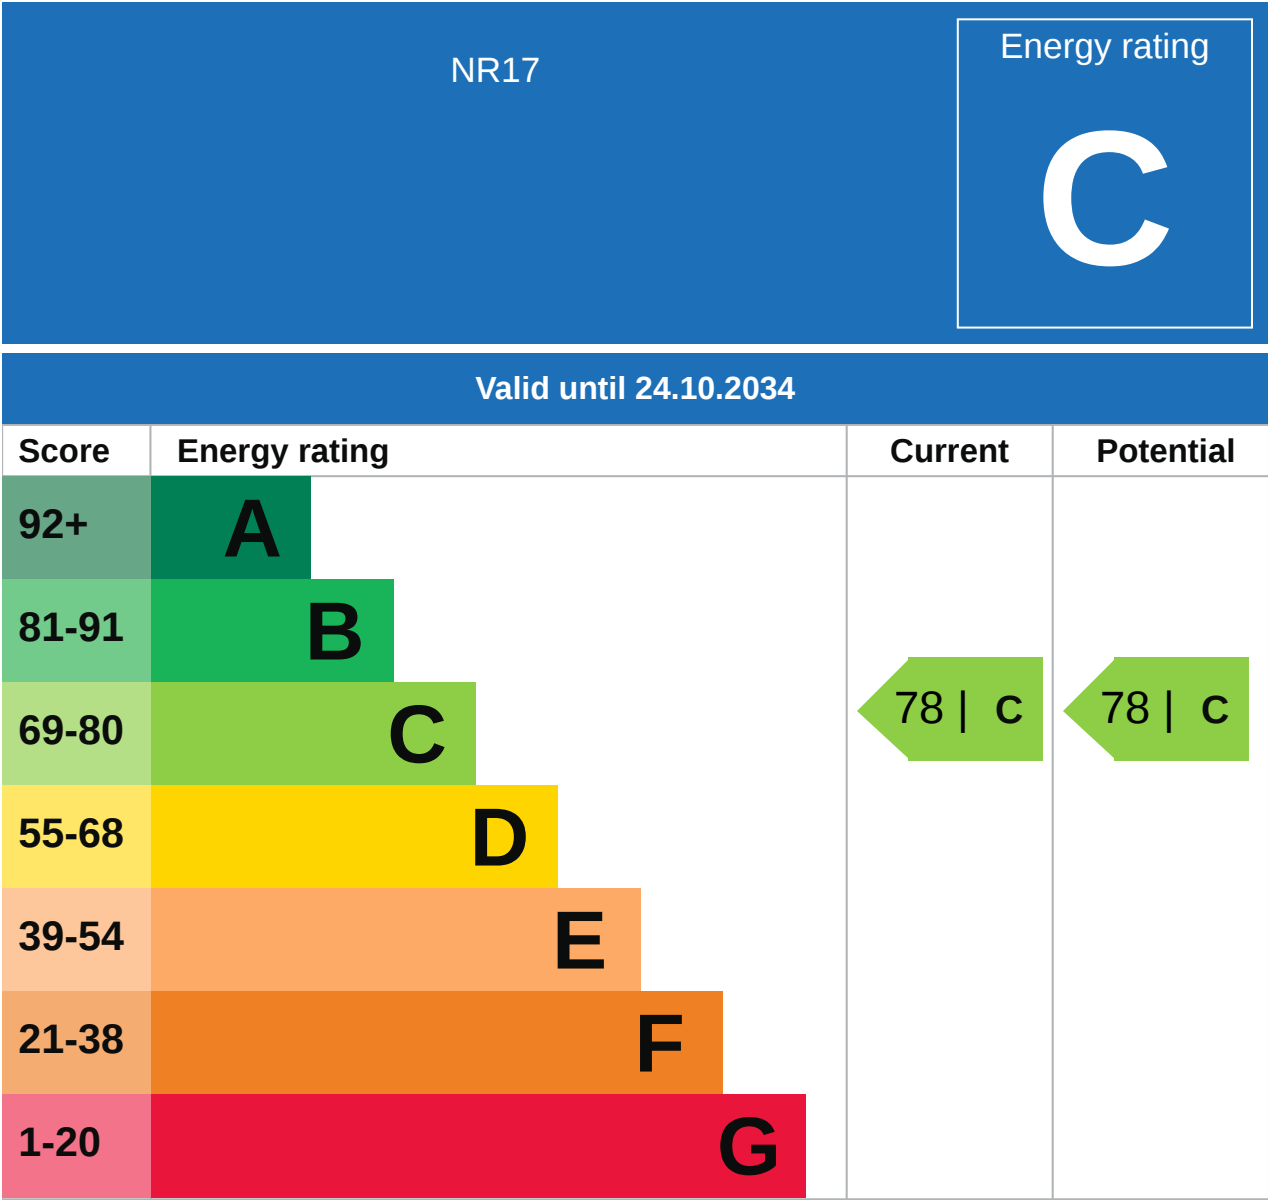 NR17
Energy rating
C
Valid until 24.10.2034
Score Energy rating Current Potential
92+ A
81-91 B
69-80 C 78 | C 78 | C
55-68 D
39-54 E
21-38 F
1-20 G